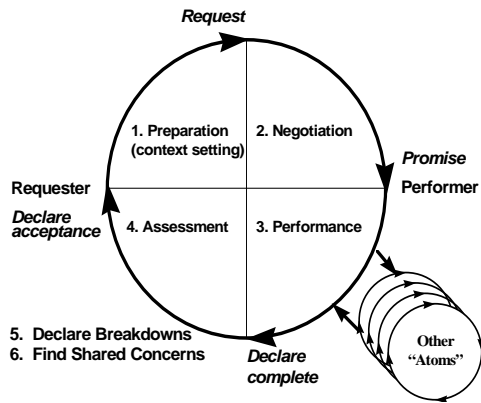 Request
1. Preparation
(context setting)
2. Negotiation
Promise
Requester
Performer
Declare
acceptance
4. Assessment
3. Performance
5. Declare Breakdowns
6. Find Shared Concerns
Declare
complete
Other
“Atoms”